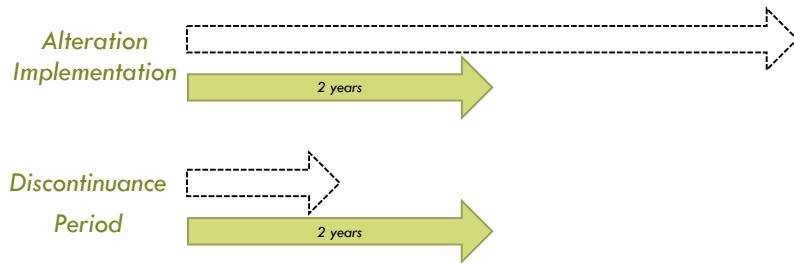 Alteration
Implementation
2 years
Discontinuance
Period
2 years